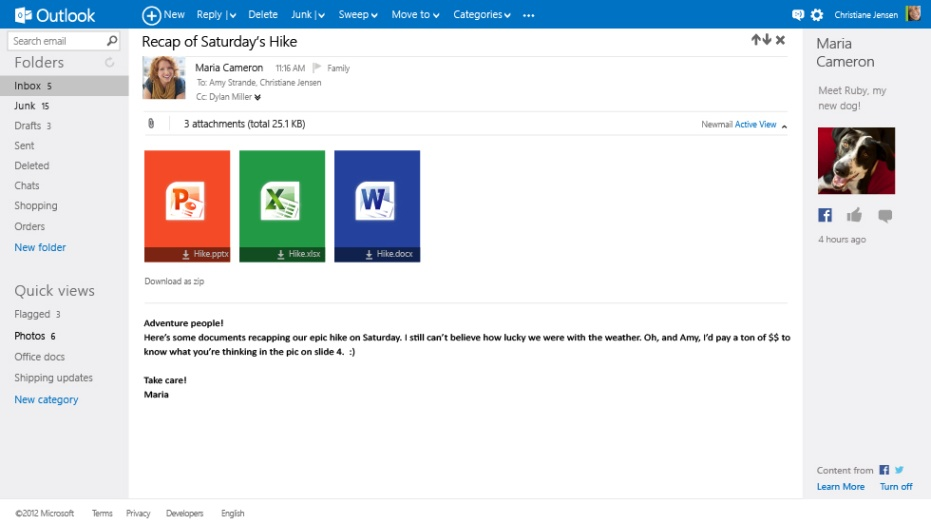 Outlook
New Reply Delete Junk Sweep Move to Categories ...
Christiane Jensen
Search email
Folders
Inbox 5
Junk 15
Drafts 3
Sent
Deleted
Chats
Shopping
Orders
New folder
Quick views
Flagged 3
Photos 6
Office docs
Shipping updates
New category
Recap of Saturday's Hike
Maria Cameron 11:16 AM Family
To: Amy Strande, Christiane Jensen
Cc: Dylan Miller
3 attachments (total 25.1 KB)
Newmail Active View
Hike.pptx Hike.xlsx Hike.docx
Download as zip
Adventure people!
Here's some documents recapping our epic hike on Saturday. I still can't believe how lucky we were with the weather. Oh, and Amy, I'd pay a ton of $$ to
know what you're thinking in the pic on slide 4. :)
Take care!
Maria
Maria
Cameron
Meet Ruby, my
new dog!
4 hours ago
Content from
Learn More Turn off
©2012 Microsoft Terms Privacy Developers English